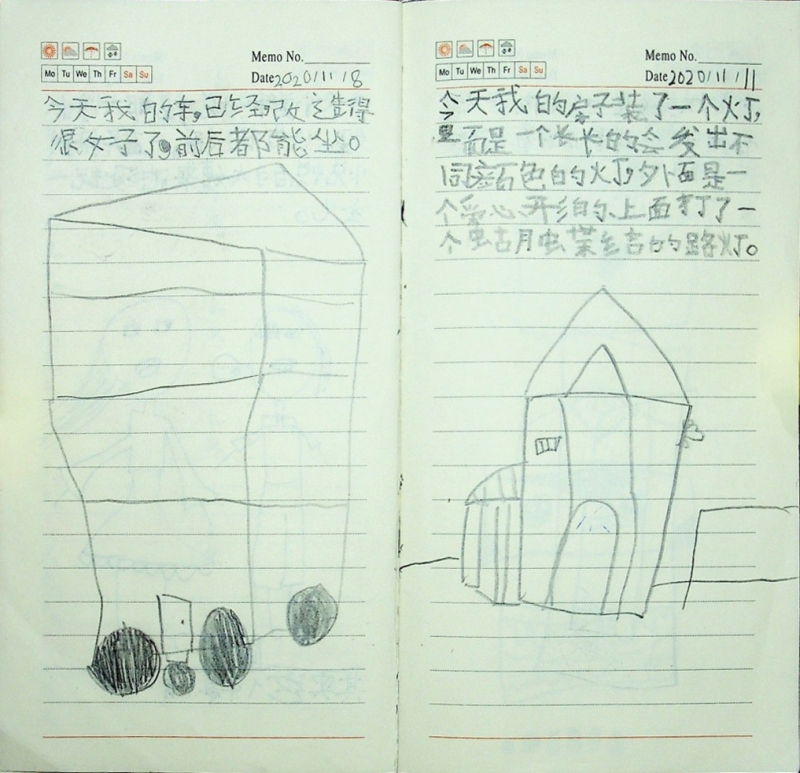 Memo No.
Mo Tu We Th Fr Sa Su
Date 2020/11/8
今天我的车,已经改造得
很好了,前后都能坐。
Memo No.
Mo Tu We Th Fr Sa Su
Date 2020/11/11
今天我的房子装了一个灯,
里面是一个长长的会发出不
同颜色的火丁,外面是一
个爱心形的、上面打了一
个蝴蝶结的路灯。